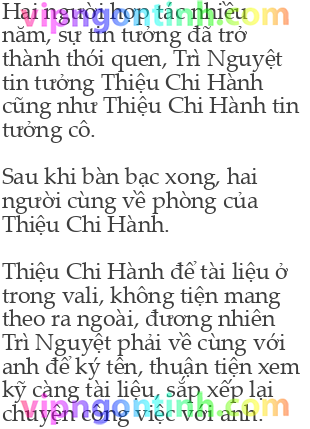 Hai người hợp tác nhiều
năm, sự tin tưởng đã trở
thành thói quen, Trì Nguyệt
tin tưởng Thiệu Chi Hành
cũng như Thiệu Chi Hành tin
tưởng cô.
Sau khi bàn bạc xong, hai
người cùng về phòng của
Thiệu Chi Hành.
Thiệu Chi Hành để tài liệu ở
trong vali, không tiện mang
theo ra ngoài, đương nhiên
Trì Nguyệt phải về cùng với
anh để ký tên, thuận tiện xem
kỹ càng tài liệu, sắp xếp lại
chuyện công việc với anh.
vipngontinh.com
vipngontinh.com